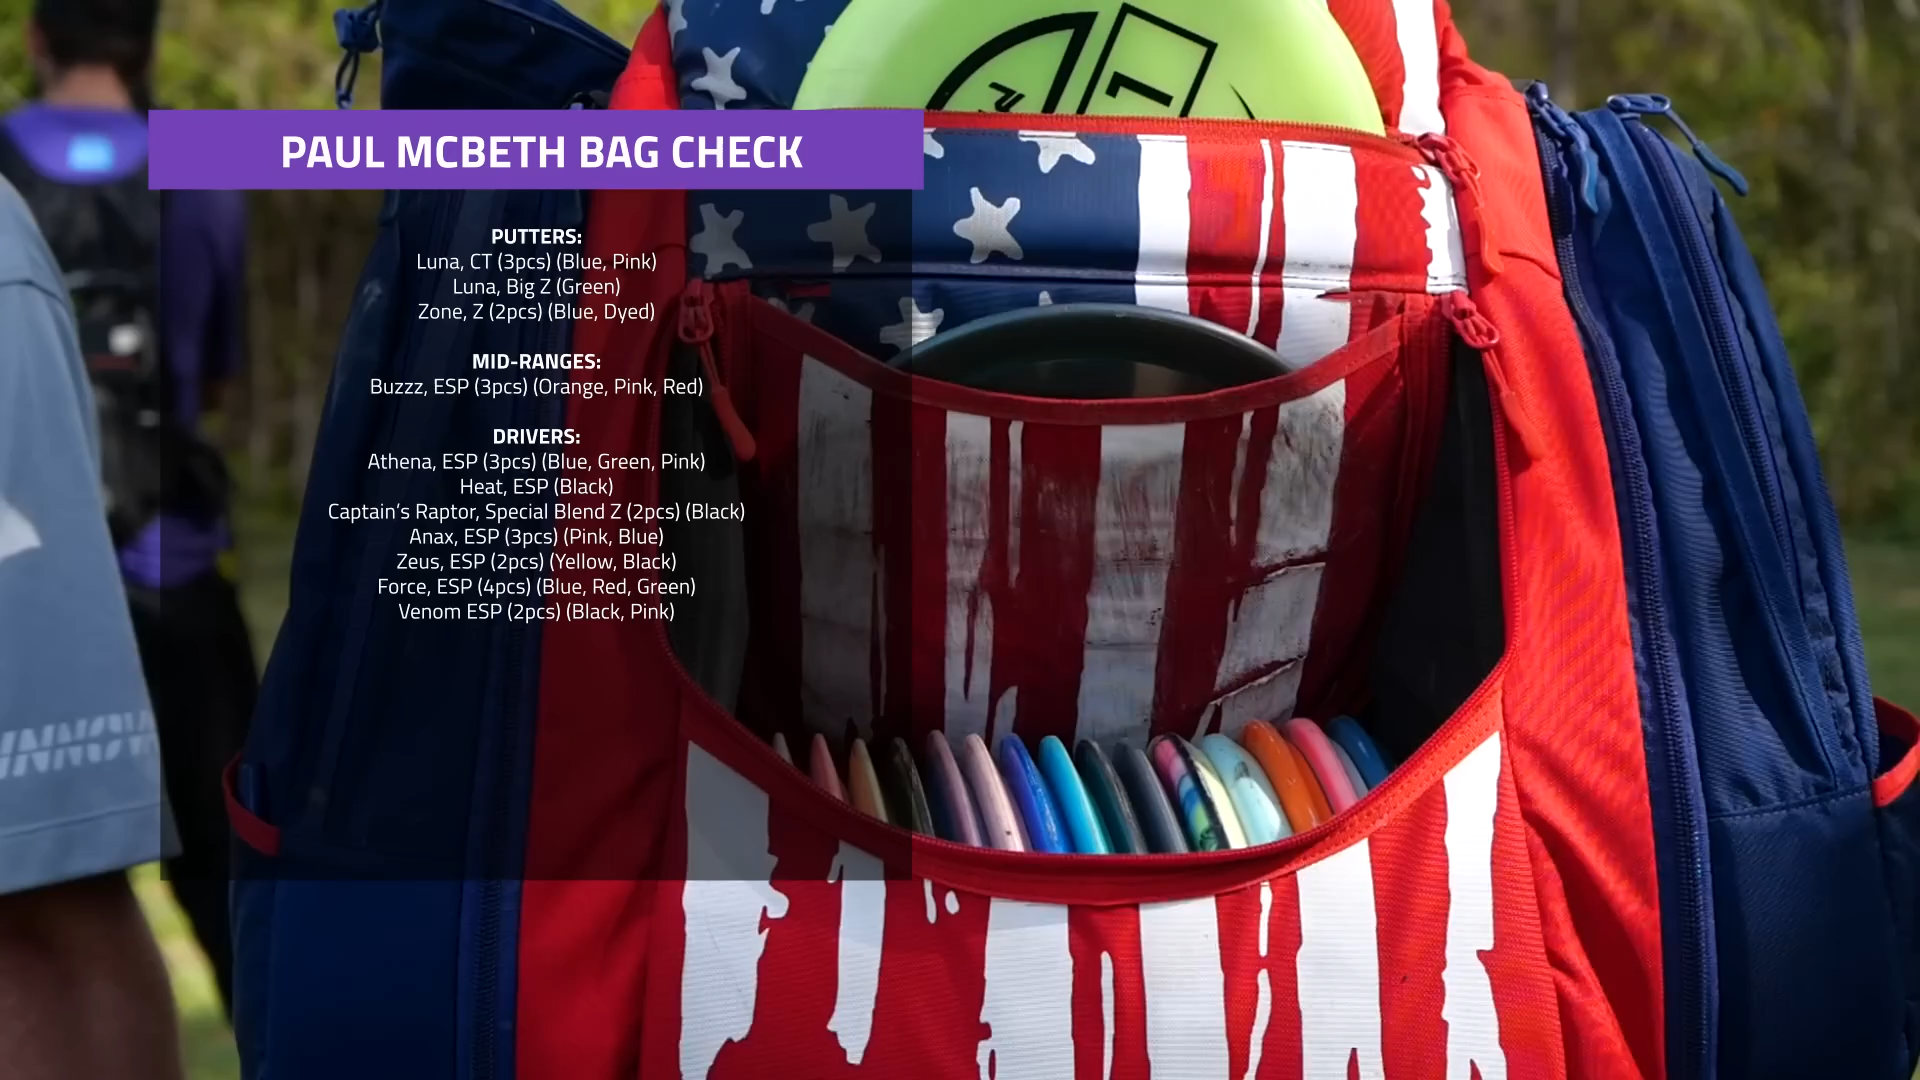 PAUL MCBETH BAG CHECK
PUTTERS:
Luna, CT (3pcs) (Blue, Pink)
Luna, Big Z (Green)
Zone, Z (2pcs) (Blue, Dyed)
MID-RANGES:
Buzzz, ESP (3pcs) (Orange, Pink, Red)
DRIVERS:
Athena, ESP (3pcs) (Blue, Green, Pink)
Heat, ESP (Black)
Captain’s Raptor, Special Blend Z (2pcs) (Black)
Anax, ESP (3pcs) (Pink, Blue)
Zeus, ESP (2pcs) (Yellow, Black)
Force, ESP (4pcs) (Blue, Red, Green)
Venom ESP (2pcs) (Black, Pink)
1